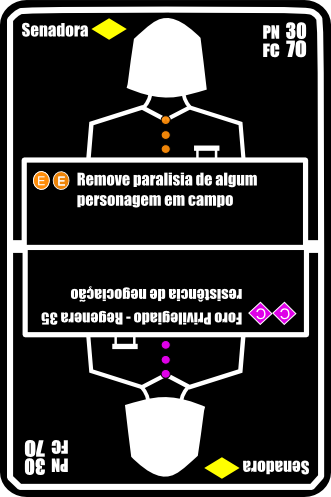 Senadora
PN 30
FC 70
E E Remove paralisia de algum
personagem em campo
C C Foro Privilegiado - Regenera 35
resistência de negociação
Senadora
PN 30
FC 70